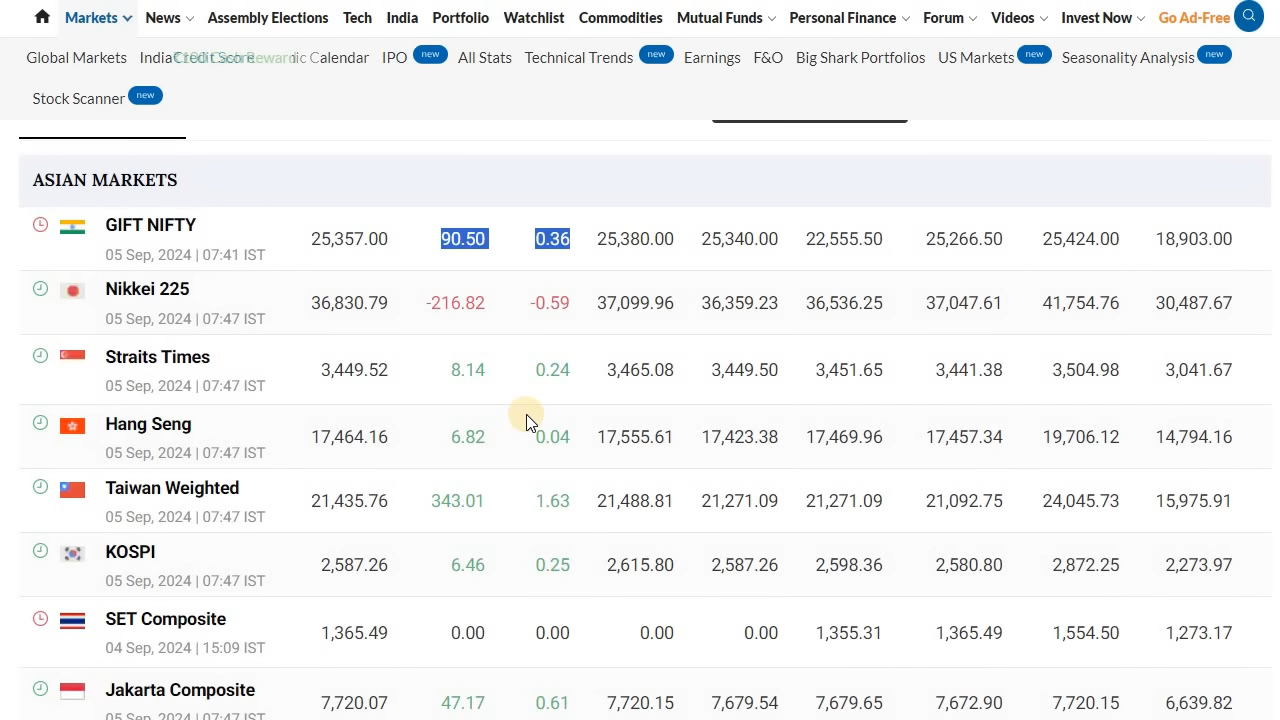 Markets News Assembly Elections Tech India Portfolio Watchlist Commodities Mutual Funds Personal Finance Forum Videos Invest Now Go Ad-Free
Global Markets India ic Calendar IPO new All Stats Technical Trends new Earnings F&O Big Shark Portfolios US Markets new Seasonality Analysis new
Stock Scanner new
ASIAN MARKETS
GIFT NIFTY
25,357.00 90.50 0.36 25,380.00 25,340.00 22,555.50 25,266.50 25,424.00 18,903.00
05 Sep, 2024 | 07:41 IST
Nikkei 225
36,830.79 -216.82 -0.59 37,099.96 36,359.23 36,536.25 37,047.61 41,754.76 30,487.67
05 Sep, 2024 | 07:47 IST
Straits Times
3,449.52 8.14 0.24 3,465.08 3,449.50 3,451.65 3,441.38 3,504.98 3,041.67
05 Sep, 2024 | 07:47 IST
Hang Seng
17,464.16 6.82 0.04 17,555.61 17,423.38 17,469.96 17,457.34 19,706.12 14,794.16
05 Sep, 2024 | 07:47 IST
Taiwan Weighted
21,435.76 343.01 1.63 21,488.81 21,271.09 21,271.09 21,092.75 24,045.73 15,975.91
05 Sep, 2024 | 07:47 IST
KOSPI
2,587.26 6.46 0.25 2,615.80 2,587.26 2,598.36 2,580.80 2,872.25 2,273.97
05 Sep, 2024 | 07:47 IST
SET Composite
1,365.49 0.00 0.00 0.00 0.00 1,355.31 1,365.49 1,554.50 1,273.17
04 Sep, 2024 | 15:09 IST
Jakarta Composite
7,720.07 47.17 0.61 7,720.15 7,679.54 7,679.65 7,672.90 7,720.15 6,639.82
05 Sep, 2024 | 07:47 IST